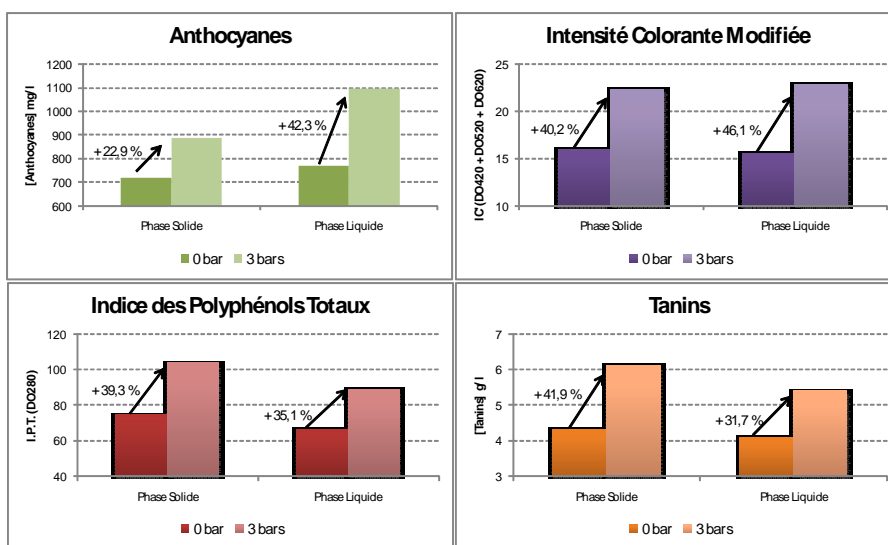 Anthocyanes
[Anthocyanes] mg/l
1200
1100
1000
900
800
700
600
+22,9 %
+42,3 %
Phase Solide Phase Liquide
0 bar 3 bars
Intensité Colorante Modifiée
IC' (DO420 + DO520 + DO620)
25
20
15
10
+40,2 %
+46,1 %
Phase Solide Phase Liquide
0 bar 3 bars
Indice des Polyphénols Totaux
I.P.T. (DO280)
120
100
80
60
40
+39,3 %
+35,1 %
Phase Solide Phase Liquide
0 bar 3 bars
Tanins
[Tanins] g/l
7
6
5
4
3
+41,9 %
+31,7 %
Phase Solide Phase Liquide
0 bar 3 bars